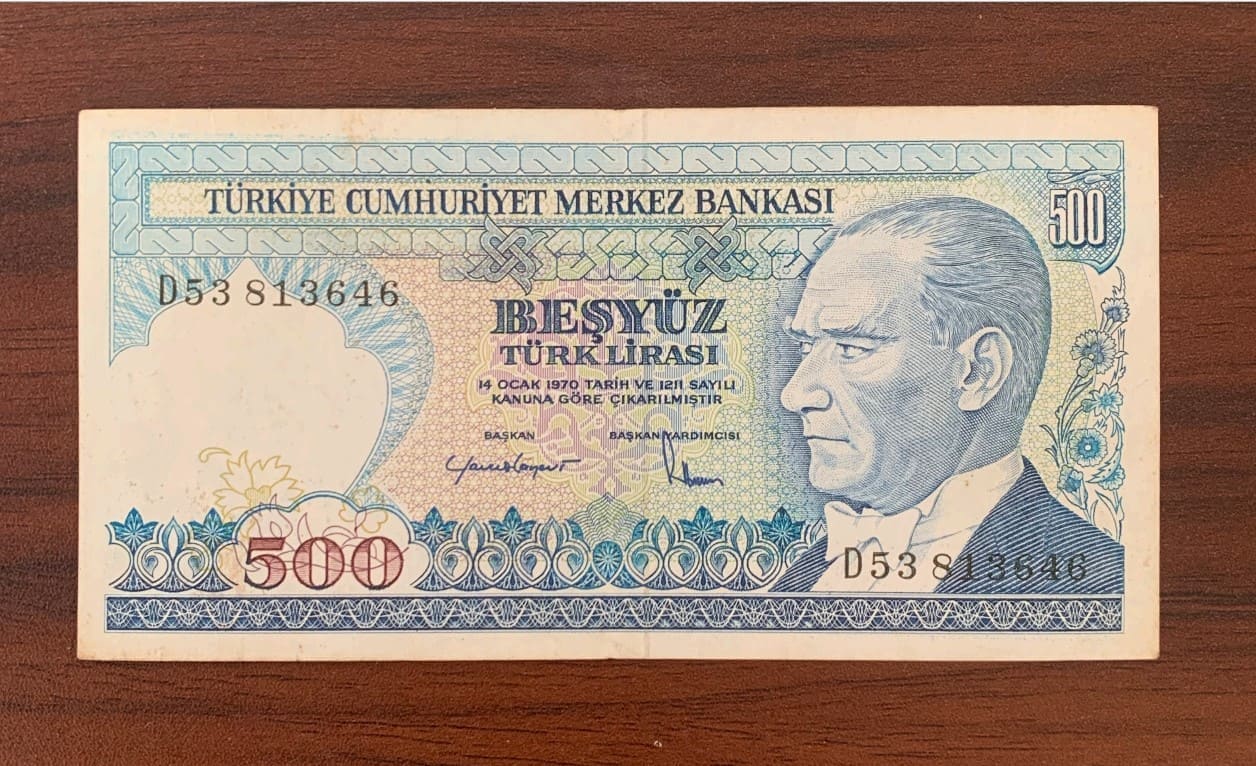 TÜRKİYE CUMHURİYET MERKEZ BANKASI
500
D53 813646
BEŞYÜZ
TÜRK LİRASI
14 OCAK 1970 TARİH VE 1211 SAYILI
KANUNA GÖRE ÇIKARILMIŞTIR
BAŞKAN BAŞKAN YARDIMCISI
500
D53 813646